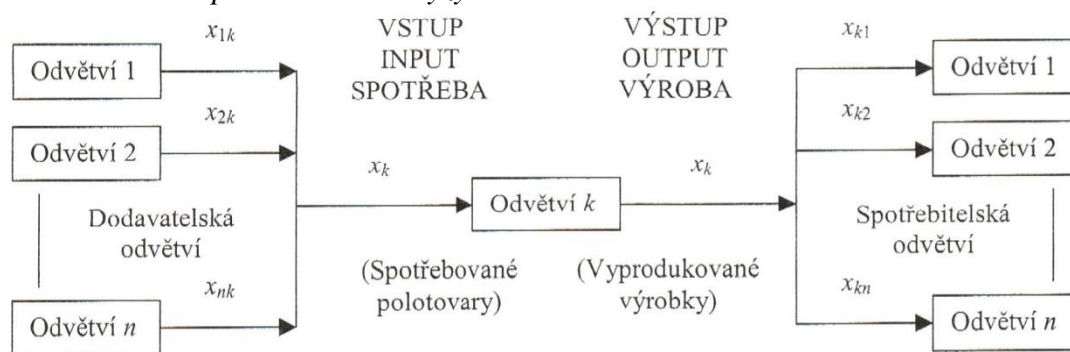 x1k
VSTUP
INPUT
SPOTŘEBA
VÝSTUP
OUTPUT
VÝROBA
xk1
Odvětví 1
Odvětví 1
x2k
xk2
Odvětví 2
Odvětví 2
xk
Odvětví k
xk
Dodavatelská
odvětví
Spotřebitelská
odvětví
(Spotřebované
polotovary)
(Vyprodukované
výrobky)
xnk
xkn
Odvětví n
Odvětví n